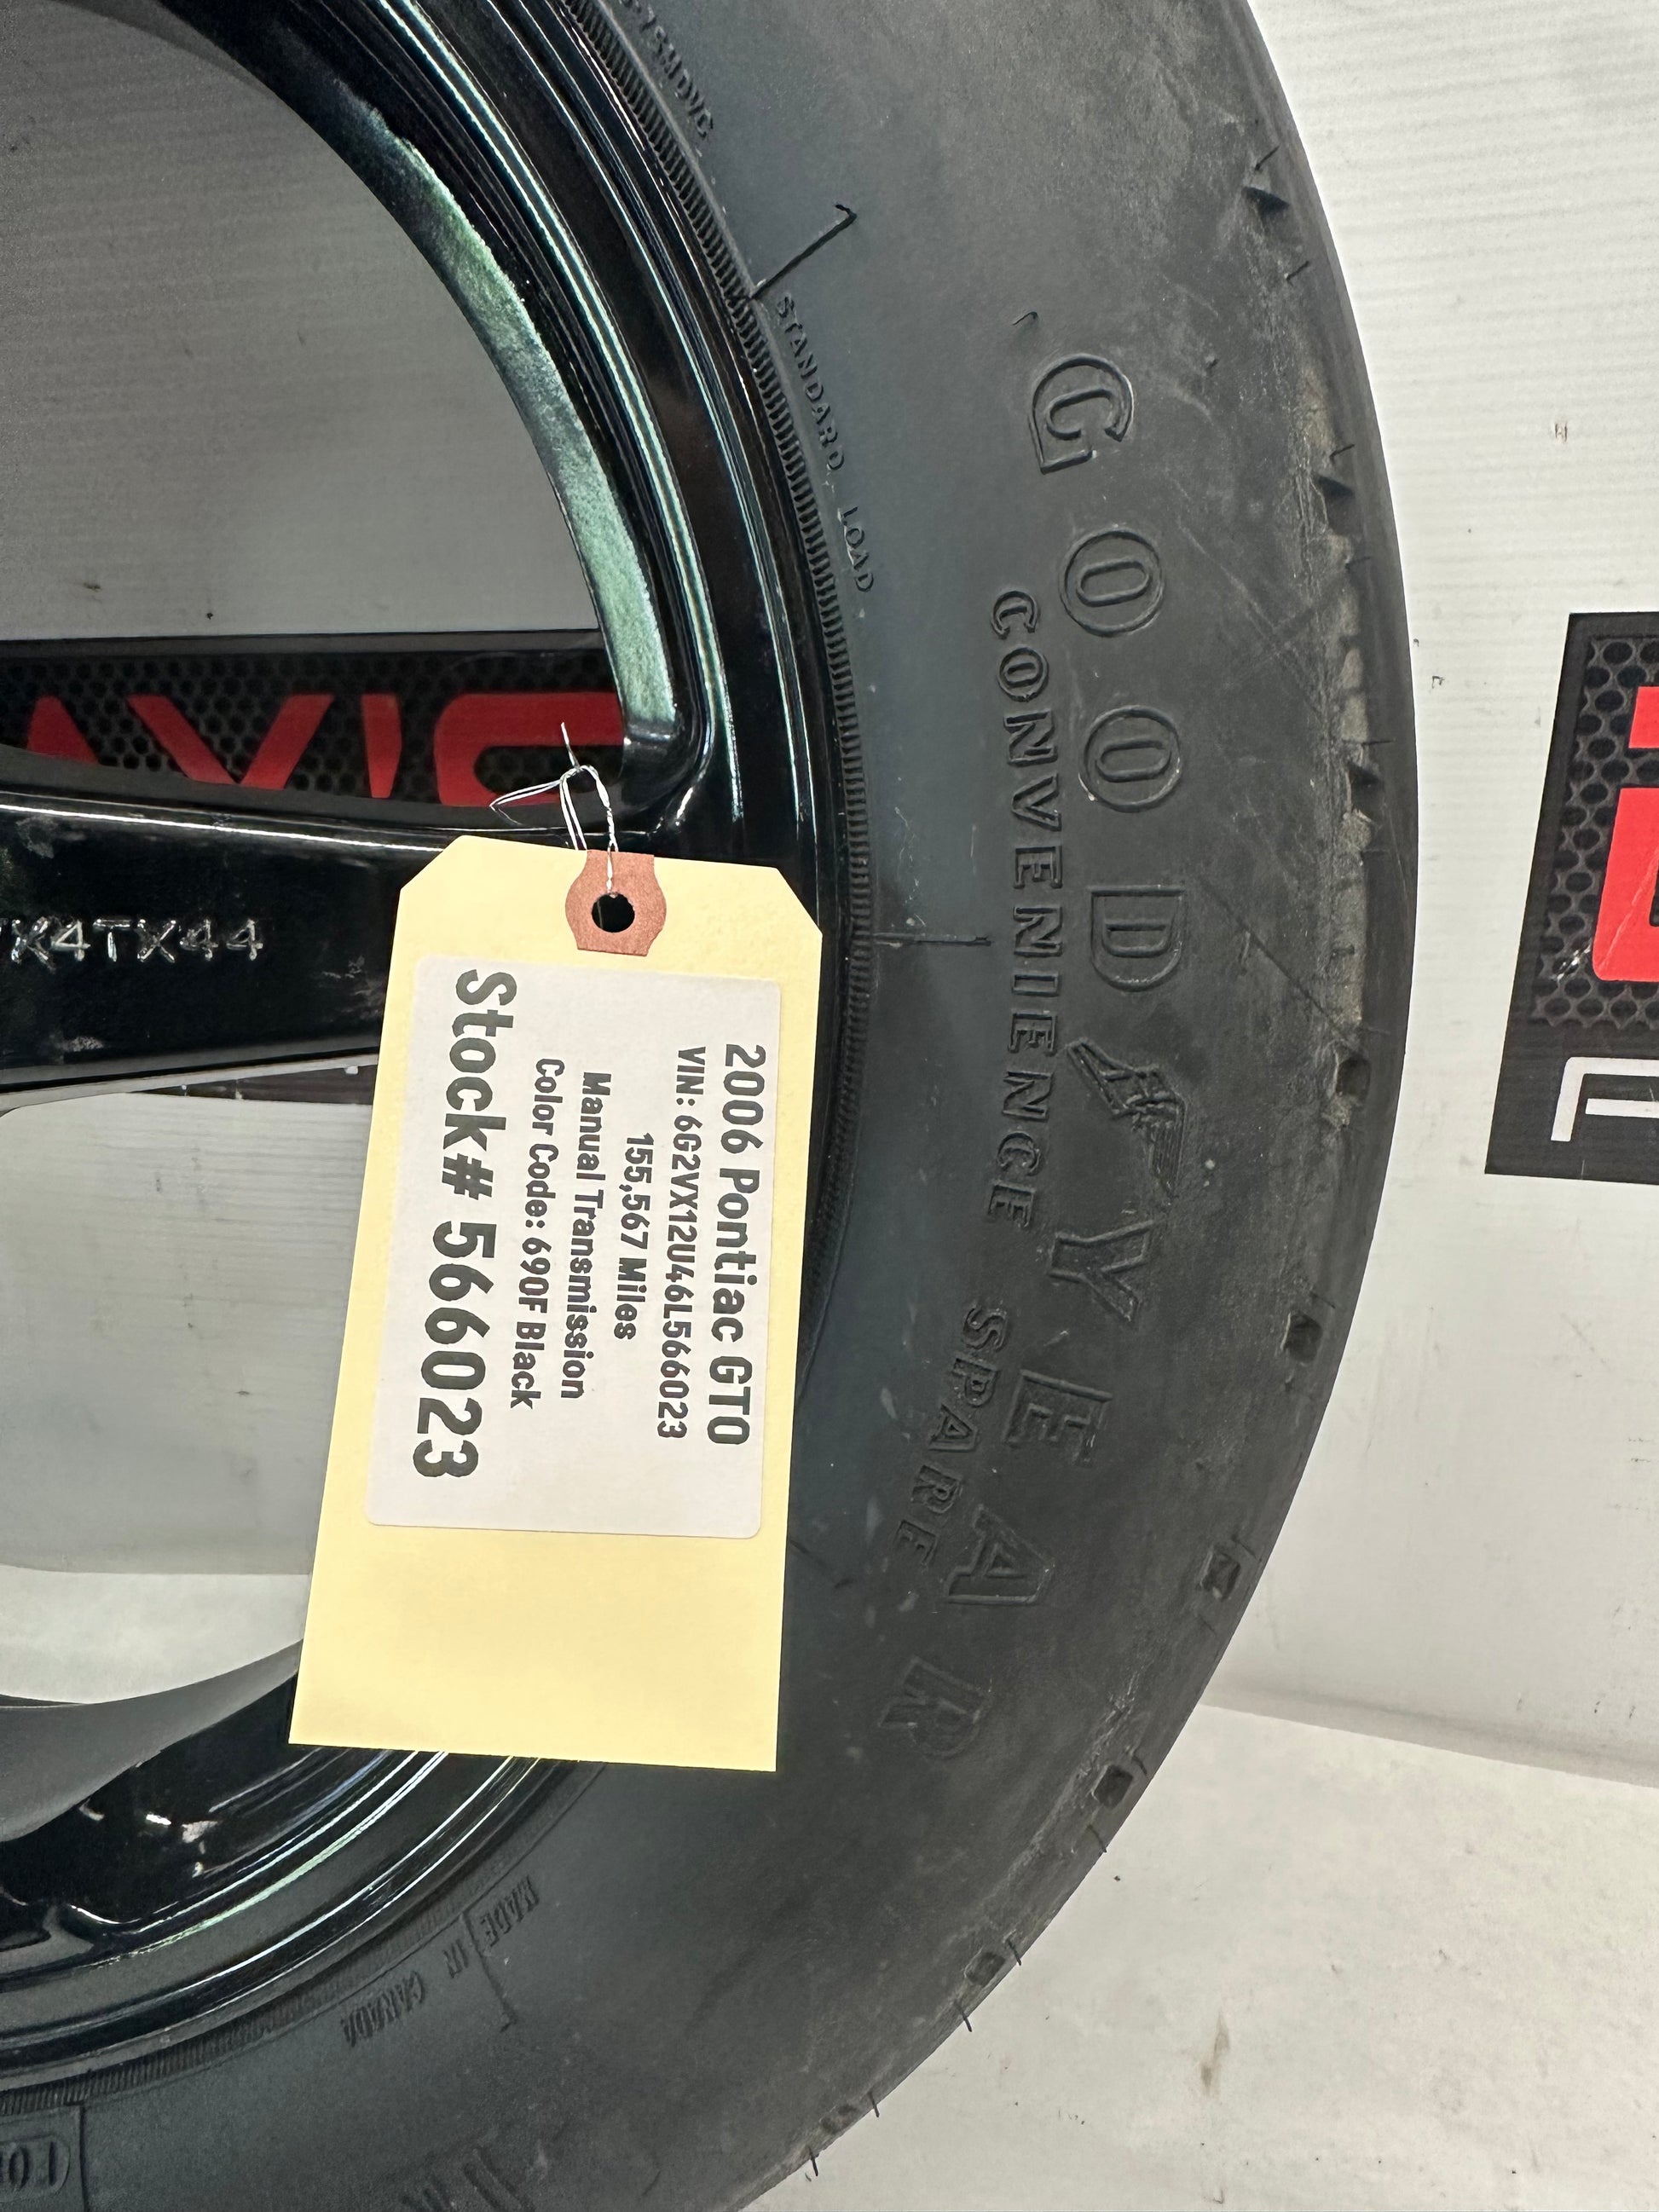 2006 Pontiac GTO
VIN: 6G2VX12U46L566023
155,567 Miles
Manual Transmission
Color Code: 690F Black
Stock# 566023
GOODYEAR
CONVENIENCE SPARE
STANDARD LOAD
MADE IN CANADA
K4TX44